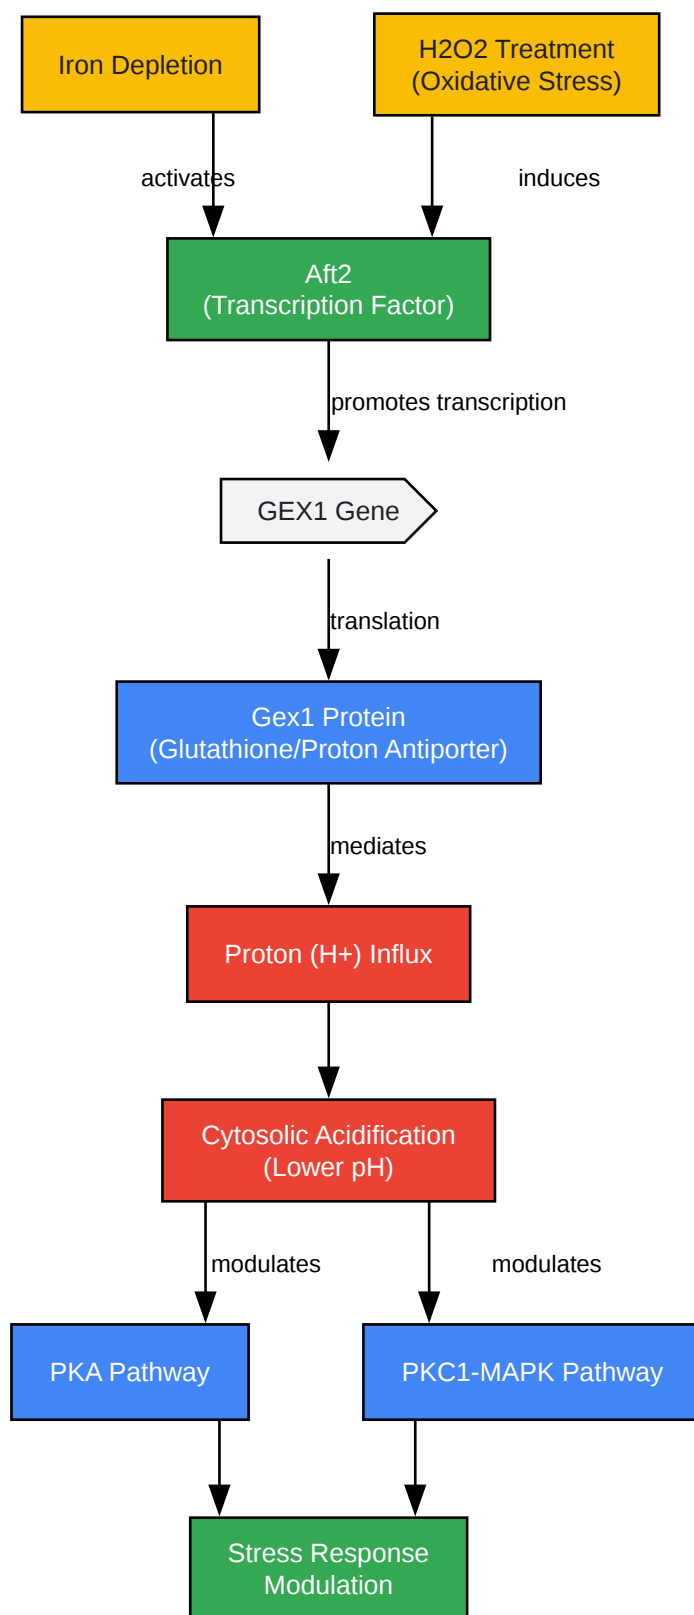 Iron Depletion
H2O2 Treatment
(Oxidative Stress)
activates
induces
Aft2
(Transcription Factor)
promotes transcription
GEX1 Gene
translation
Gex1 Protein
(Glutathione/Proton Antiporter)
mediates
Proton (H+) Influx
Cytosolic Acidification
(Lower pH)
modulates
modulates
PKA Pathway
PKC1-MAPK Pathway
Stress Response
Modulation